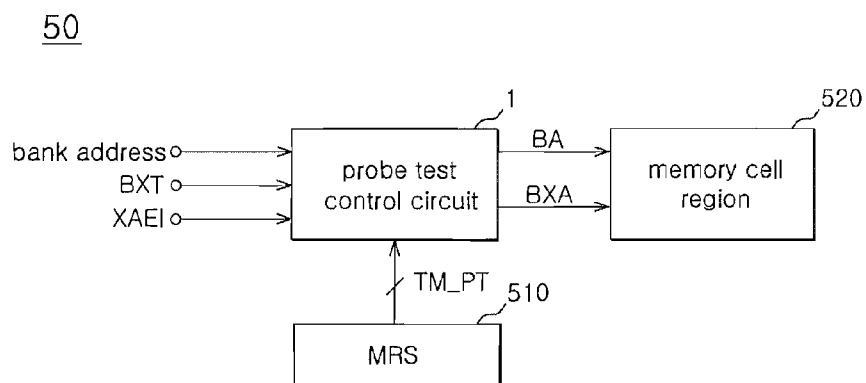 50
1
520
bank address
BXT
XAEI
probe test
control circuit
BA
BXA
memory cell
region
TM_PT
510
MRS